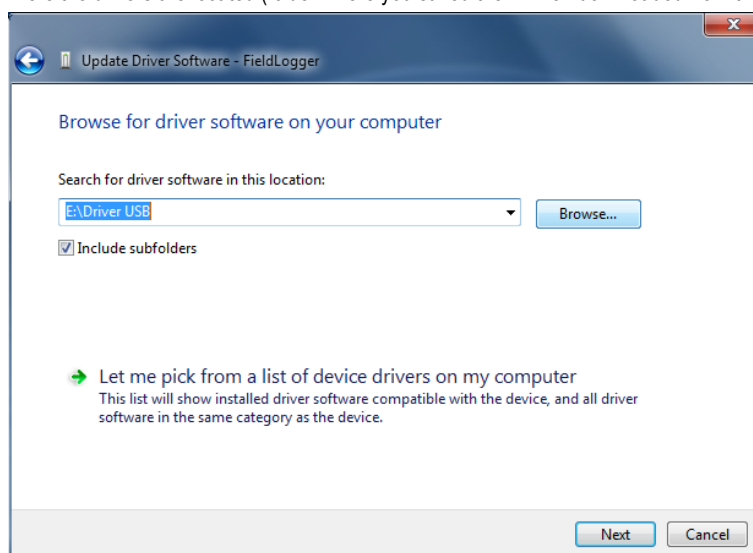 Update Driver Software - FieldLogger
Browse for driver software on your computer
Search for driver software in this location:
E:\Driver USB
Browse...
Include subfolders
Let me pick from a list of device drivers on my computer
This list will show installed driver software compatible with the device, and all driver
software in the same category as the device.
Next
Cancel